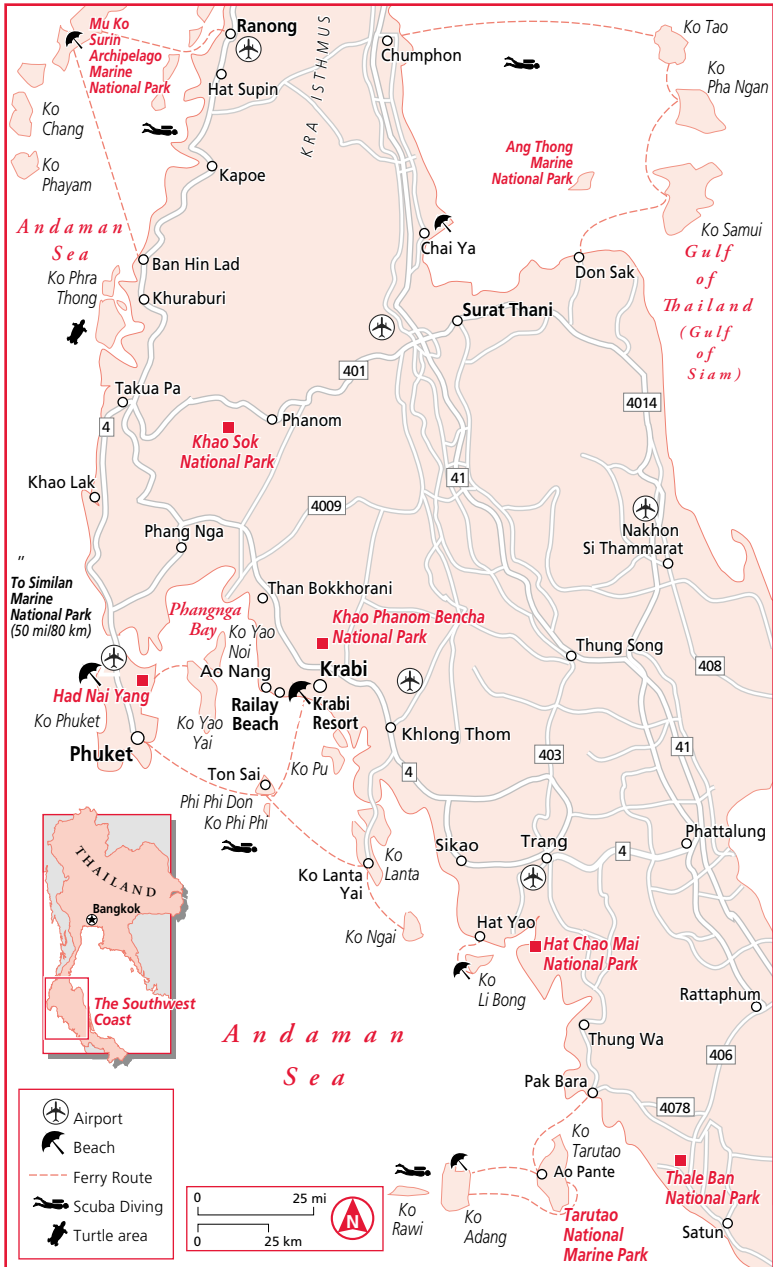 Mu Ko
Surin
Archipelago
Marine
National Park
Ranong
Hat Supin
KRA ISTHMUS
Chumphon
Ko Tao
Ko
Pha Ngan
Ko
Chang
Ko
Phayam
Kapoe
Ang Thong
Marine
National Park
Andaman
Sea
Chai Ya
Ko Samui
Ban Hin Lad
Don Sak
Gulf
of
Thailand
(Gulf
of
Siam)
Ko Phra
Thong
Khuraburi
Surat Thani
401
Takua Pa
4014
4
Phanom
Khao Sok
National Park
41
Khao Lak
4009
Nakhon
Si Thammarat
Phang Nga
"
To Similan
Marine
National Park
(50 mi/80 km)
Than Bokkhorani
Phangnga
Bay
Khao Phanom Bencha
National Park
Ko Yao
Noi
Thung Song
408
Ao Nang
Krabi
Had Nai Yang
Railay
Beach
Krabi
Resort
Ko Phuket
Ko Yao
Yai
Khlong Thom
Phuket
41
403
Ko Pu
4
Ton Sai
Phi Phi Don
Ko Phi Phi
Sikao
Trang
4
Phattalung
THAILAND
Bangkok
Ko
Lanta
Ko Lanta
Yai
Hat Yao
Ko Ngai
Hat Chao Mai
National Park
Ko
Li Bong
The Southwest
Coast
Rattaphum
Andaman
Sea
Thung Wa
406
Pak Bara
4078
Airport
Beach
Ferry Route
Scuba Diving
Turtle area
Ko
Tarutao
Ao Pante
Thale Ban
National Park
0 25 mi
0 25 km
N
Ko
Rawi
Ko
Adang
Tarutao
National
Marine Park
Satun